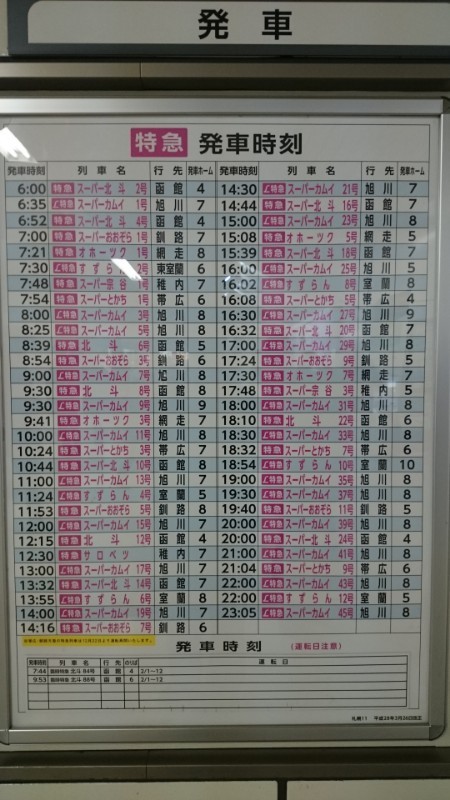 発車
特急 発車時刻
発車時刻 列車名 行先 発車ホーム
6:00 特急 スーパー北斗 2号 函館 4
6:35 L特急 スーパーカムイ 1号 旭川 7
6:52 特急 スーパー北斗 4号 函館 4
7:00 特急 スーパーおおぞら 1号 釧路 7
7:21 特急 オホーツク 1号 網走 8
7:30 L特急 すずらん 2号 東室蘭 6
7:48 特急 スーパー宗谷 1号 稚内 7
7:54 特急 スーパーとかち 1号 帯広 6
8:00 L特急 スーパーカムイ 3号 旭川 8
8:25 L特急 スーパーカムイ 5号 旭川 8
8:39 特急 北斗 6号 函館 5
8:54 特急 スーパーおおぞら 3号 釧路 6
9:00 L特急 スーパーカムイ 7号 旭川 8
9:30 特急 北斗 8号 函館 8
9:30 L特急 スーパーカムイ 9号 旭川 9
9:41 特急 オホーツク 3号 網走 7
10:00 L特急 スーパーカムイ 11号 旭川 8
10:24 特急 スーパーとかち 3号 帯広 7
10:44 特急 スーパー北斗 10号 函館 8
11:00 L特急 スーパーカムイ 13号 旭川 7
11:24 L特急 すずらん 4号 室蘭 5
11:53 特急 スーパーおおぞら 5号 釧路 8
12:00 L特急 スーパーカムイ 15号 旭川 7
12:15 特急 北斗 12号 函館 4
12:30 特急 サロベツ 稚内 7
13:00 L特急 スーパーカムイ 17号 旭川 7
13:32 特急 スーパー北斗 14号 函館 7
13:55 L特急 すずらん 6号 室蘭 8
14:00 L特急 スーパーカムイ 19号 旭川 7
14:16 特急 スーパーおおぞら 7号 釧路 6
発車時刻 列車名 行先 発車ホーム
14:30 L特急 スーパーカムイ 21号 旭川 7
14:44 特急 スーパー北斗 16号 函館 7
15:00 L特急 スーパーカムイ 23号 旭川 8
15:08 特急 オホーツク 5号 網走 5
15:39 特急 スーパー北斗 18号 函館 7
16:00 L特急 スーパーカムイ 25号 旭川 5
16:02 L特急 すずらん 8号 室蘭 8
16:08 特急 スーパーとかち 5号 帯広 4
16:30 L特急 スーパーカムイ 27号 旭川 9
16:32 特急 スーパー北斗 20号 函館 7
17:00 L特急 スーパーカムイ 29号 旭川 8
17:24 特急 スーパーおおぞら 9号 釧路 5
17:30 特急 オホーツク 7号 網走 7
17:48 特急 スーパー宗谷 3号 稚内 5
18:00 L特急 スーパーカムイ 31号 旭川 8
18:10 特急 北斗 22号 函館 6
18:30 L特急 スーパーカムイ 33号 旭川 8
18:32 特急 スーパーとかち 7号 帯広 6
18:54 L特急 すずらん 10号 室蘭 10
19:00 L特急 スーパーカムイ 35号 旭川 8
19:30 L特急 スーパーカムイ 37号 旭川 8
19:40 特急 スーパーおおぞら 11号 釧路 5
20:00 L特急 スーパーカムイ 39号 旭川 8
20:00 特急 スーパー北斗 24号 函館 4
21:00 L特急 スーパーカムイ 41号 旭川 8
21:04 特急 スーパーとかち 9号 帯広 6
22:00 L特急 スーパーカムイ 43号 旭川 8
22:00 L特急 すずらん 12号 室蘭 5
23:05 L特急 スーパーカムイ 45号 旭川 8
発車時刻 (運転日注意)
発車時刻 列車名 行先 のりば 運転日
7:44 臨時特急 北斗 84号 函館 4 2/1~12
9:53 臨時特急 北斗 88号 函館 6 2/1~12
札幌11 平成28年3月26日改正